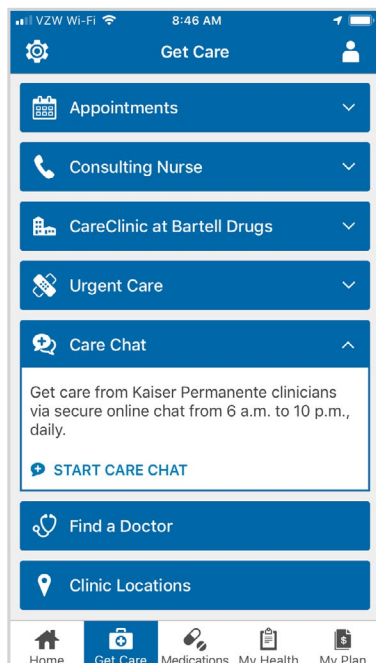 VZW Wi-Fi
8:46 AM
Get Care
Appointments
Consulting Nurse
CareClinic at Bartell Drugs
Urgent Care
Care Chat
Get care from Kaiser Permanente clinicians
via secure online chat from 6 a.m. to 10 p.m.,
daily.
START CARE CHAT
Find a Doctor
Clinic Locations
Home Get Care Medications My Health My Plan